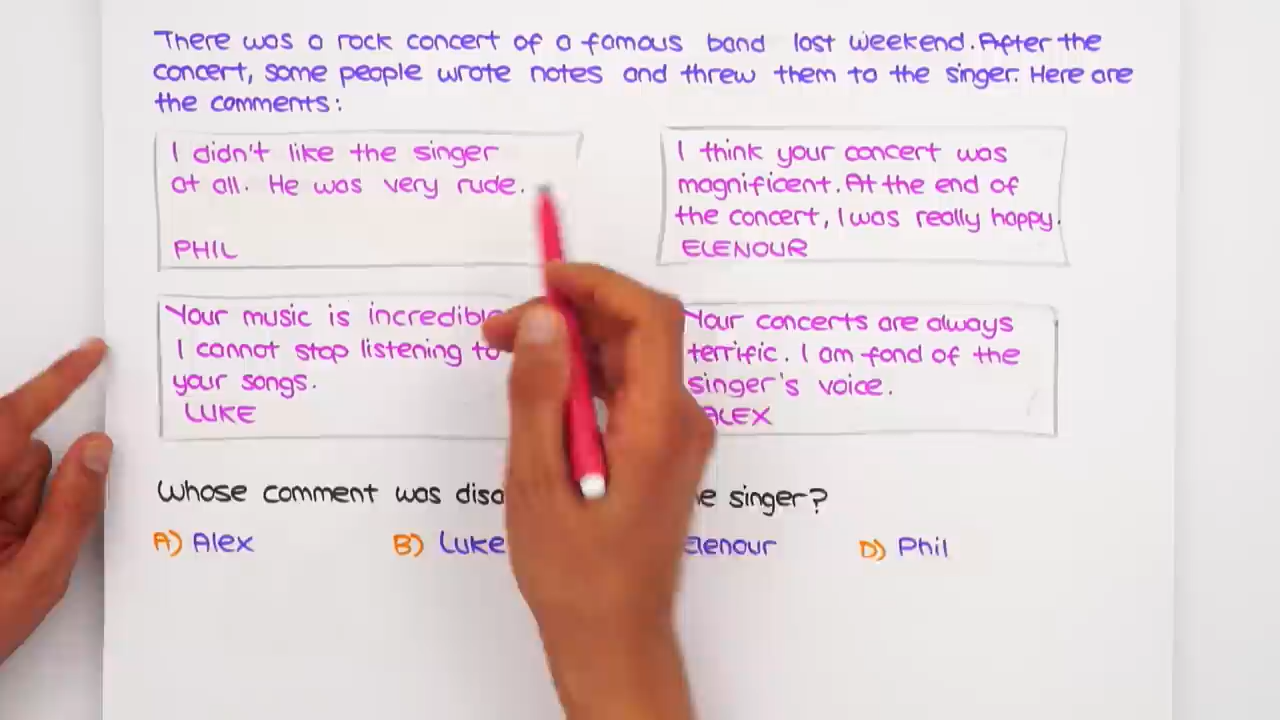 There was a rock concert of a famous band last weekend. After the
concert, some people wrote notes and threw them to the singer. Here are
the comments:
I didn't like the singer
at all. He was very rude.
PHIL
I think your concert was
magnificent. At the end of
the concert, I was really happy.
ELENOUR
Your music is incredible
I cannot stop listening to
your songs.
LUKE
Your concerts are always
terrific. I am fond of the
singer's voice.
ALEX
Whose comment was singer?
A) Alex
B) Luke
Elenour
D) Phil